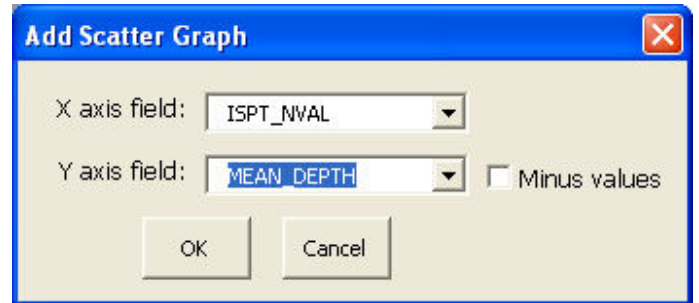 Add Scatter Graph
X axis field: ISPT_NVAL
Y axis field: MEAN_DEPTH Minus values
OK Cancel